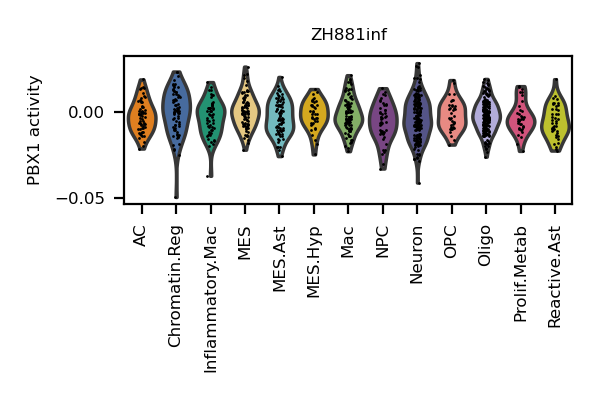 ZH881inf
PBX1 activity
0.00
−0.05
AC
Chromatin.Reg
Inflammatory.Mac
MES
MES.Ast
MES.Hyp
Mac
NPC
Neuron
OPC
Oligo
Prolif.Metab
Reactive.Ast